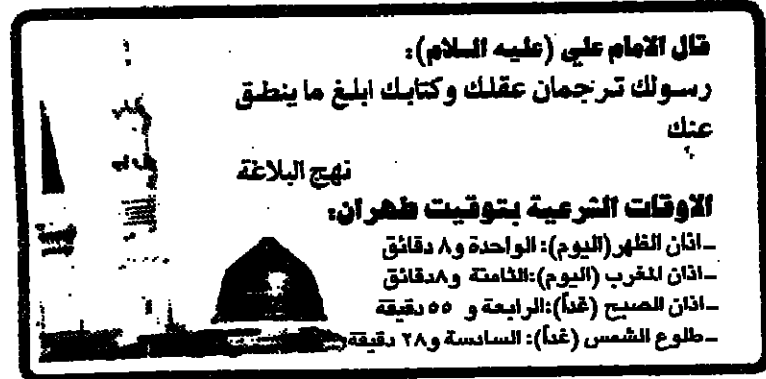 قال الامام علي (عليه السلام):
رسولك ترجمان عقلك وكتابك ابلغ ما ينطق
عنك
نهج البلاغة
الاوقات الشرعية بتوقيت طهران:
ـ اذان الظهر (اليوم): الواحدة و٨ دقائق
ـ اذان المغرب (اليوم): الثامنة و٨ دقائق
ـ اذان الصبح (غداً): الرابعة و ٥٥ دقيقة
ـ طلوع الشمس (غداً): السادسة و٢٨ دقيقة